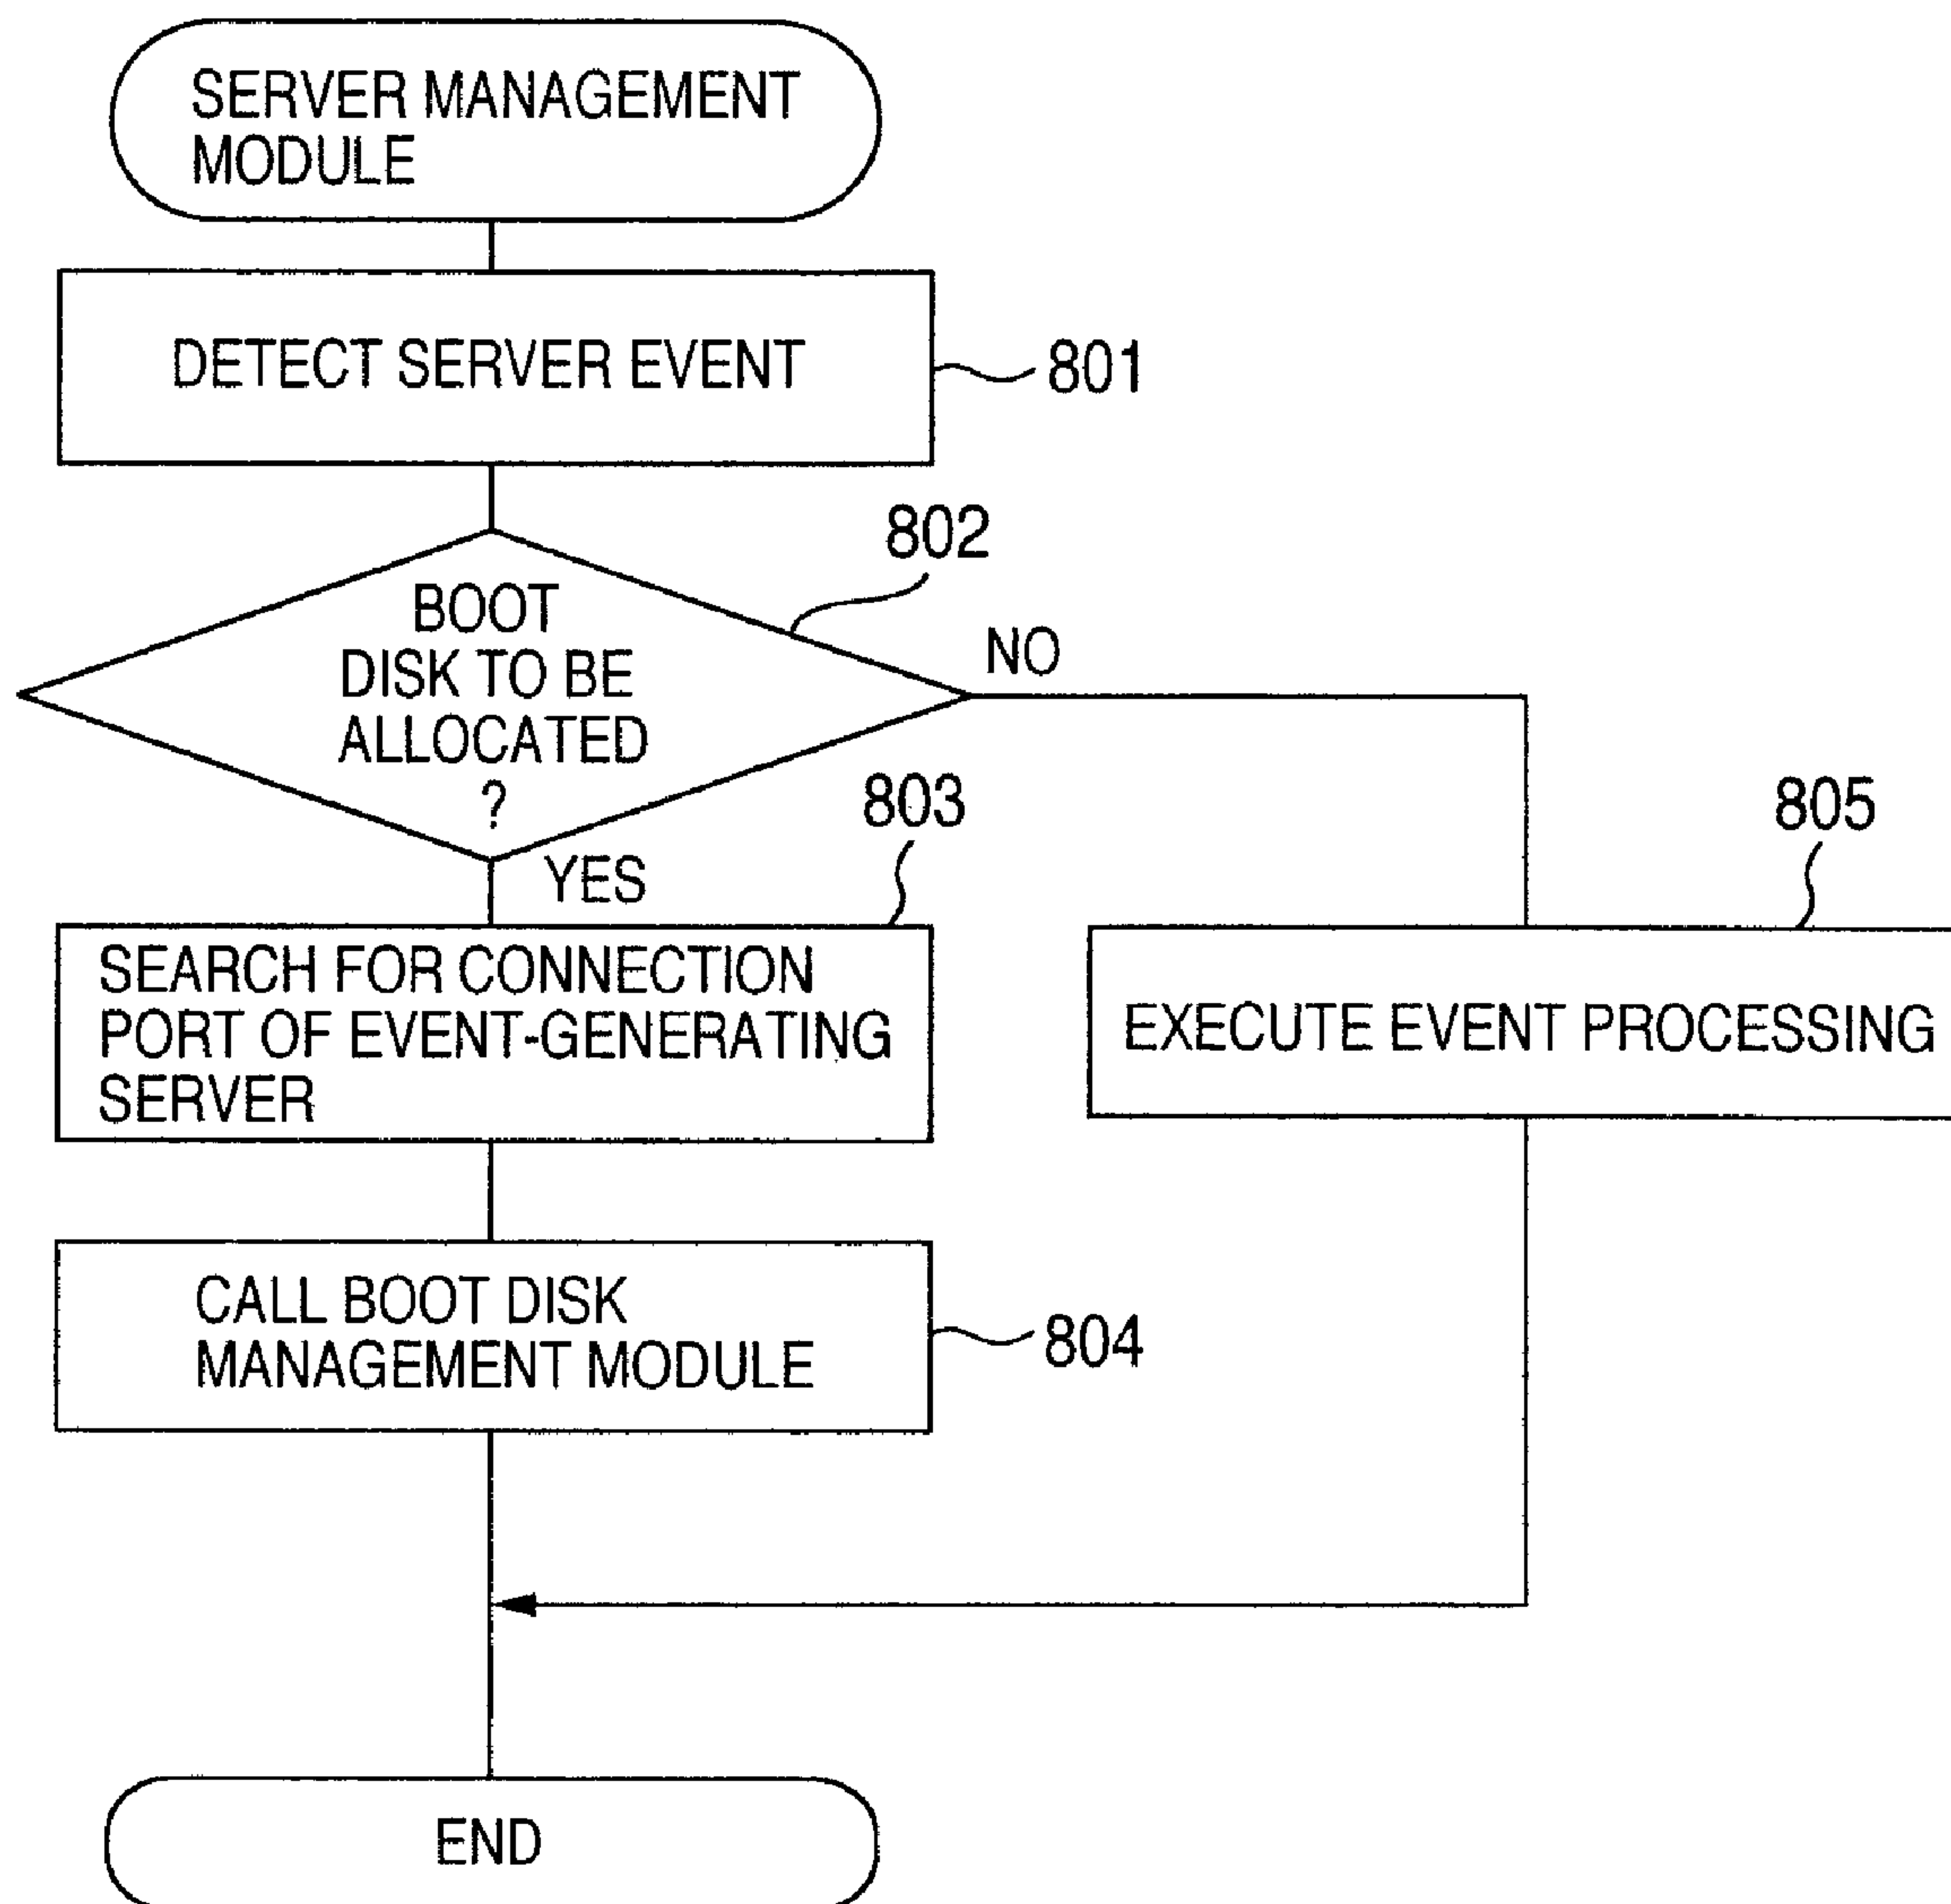 SERVER MANAGEMENT
MODULE
DETECT SERVER EVENT
801
802
BOOT
DISK TO BE
ALLOCATED
?
NO
YES
803
805
SEARCH FOR CONNECTION
PORT OF EVENT-GENERATING
SERVER
EXECUTE EVENT PROCESSING
CALL BOOT DISK
MANAGEMENT MODULE
804
END